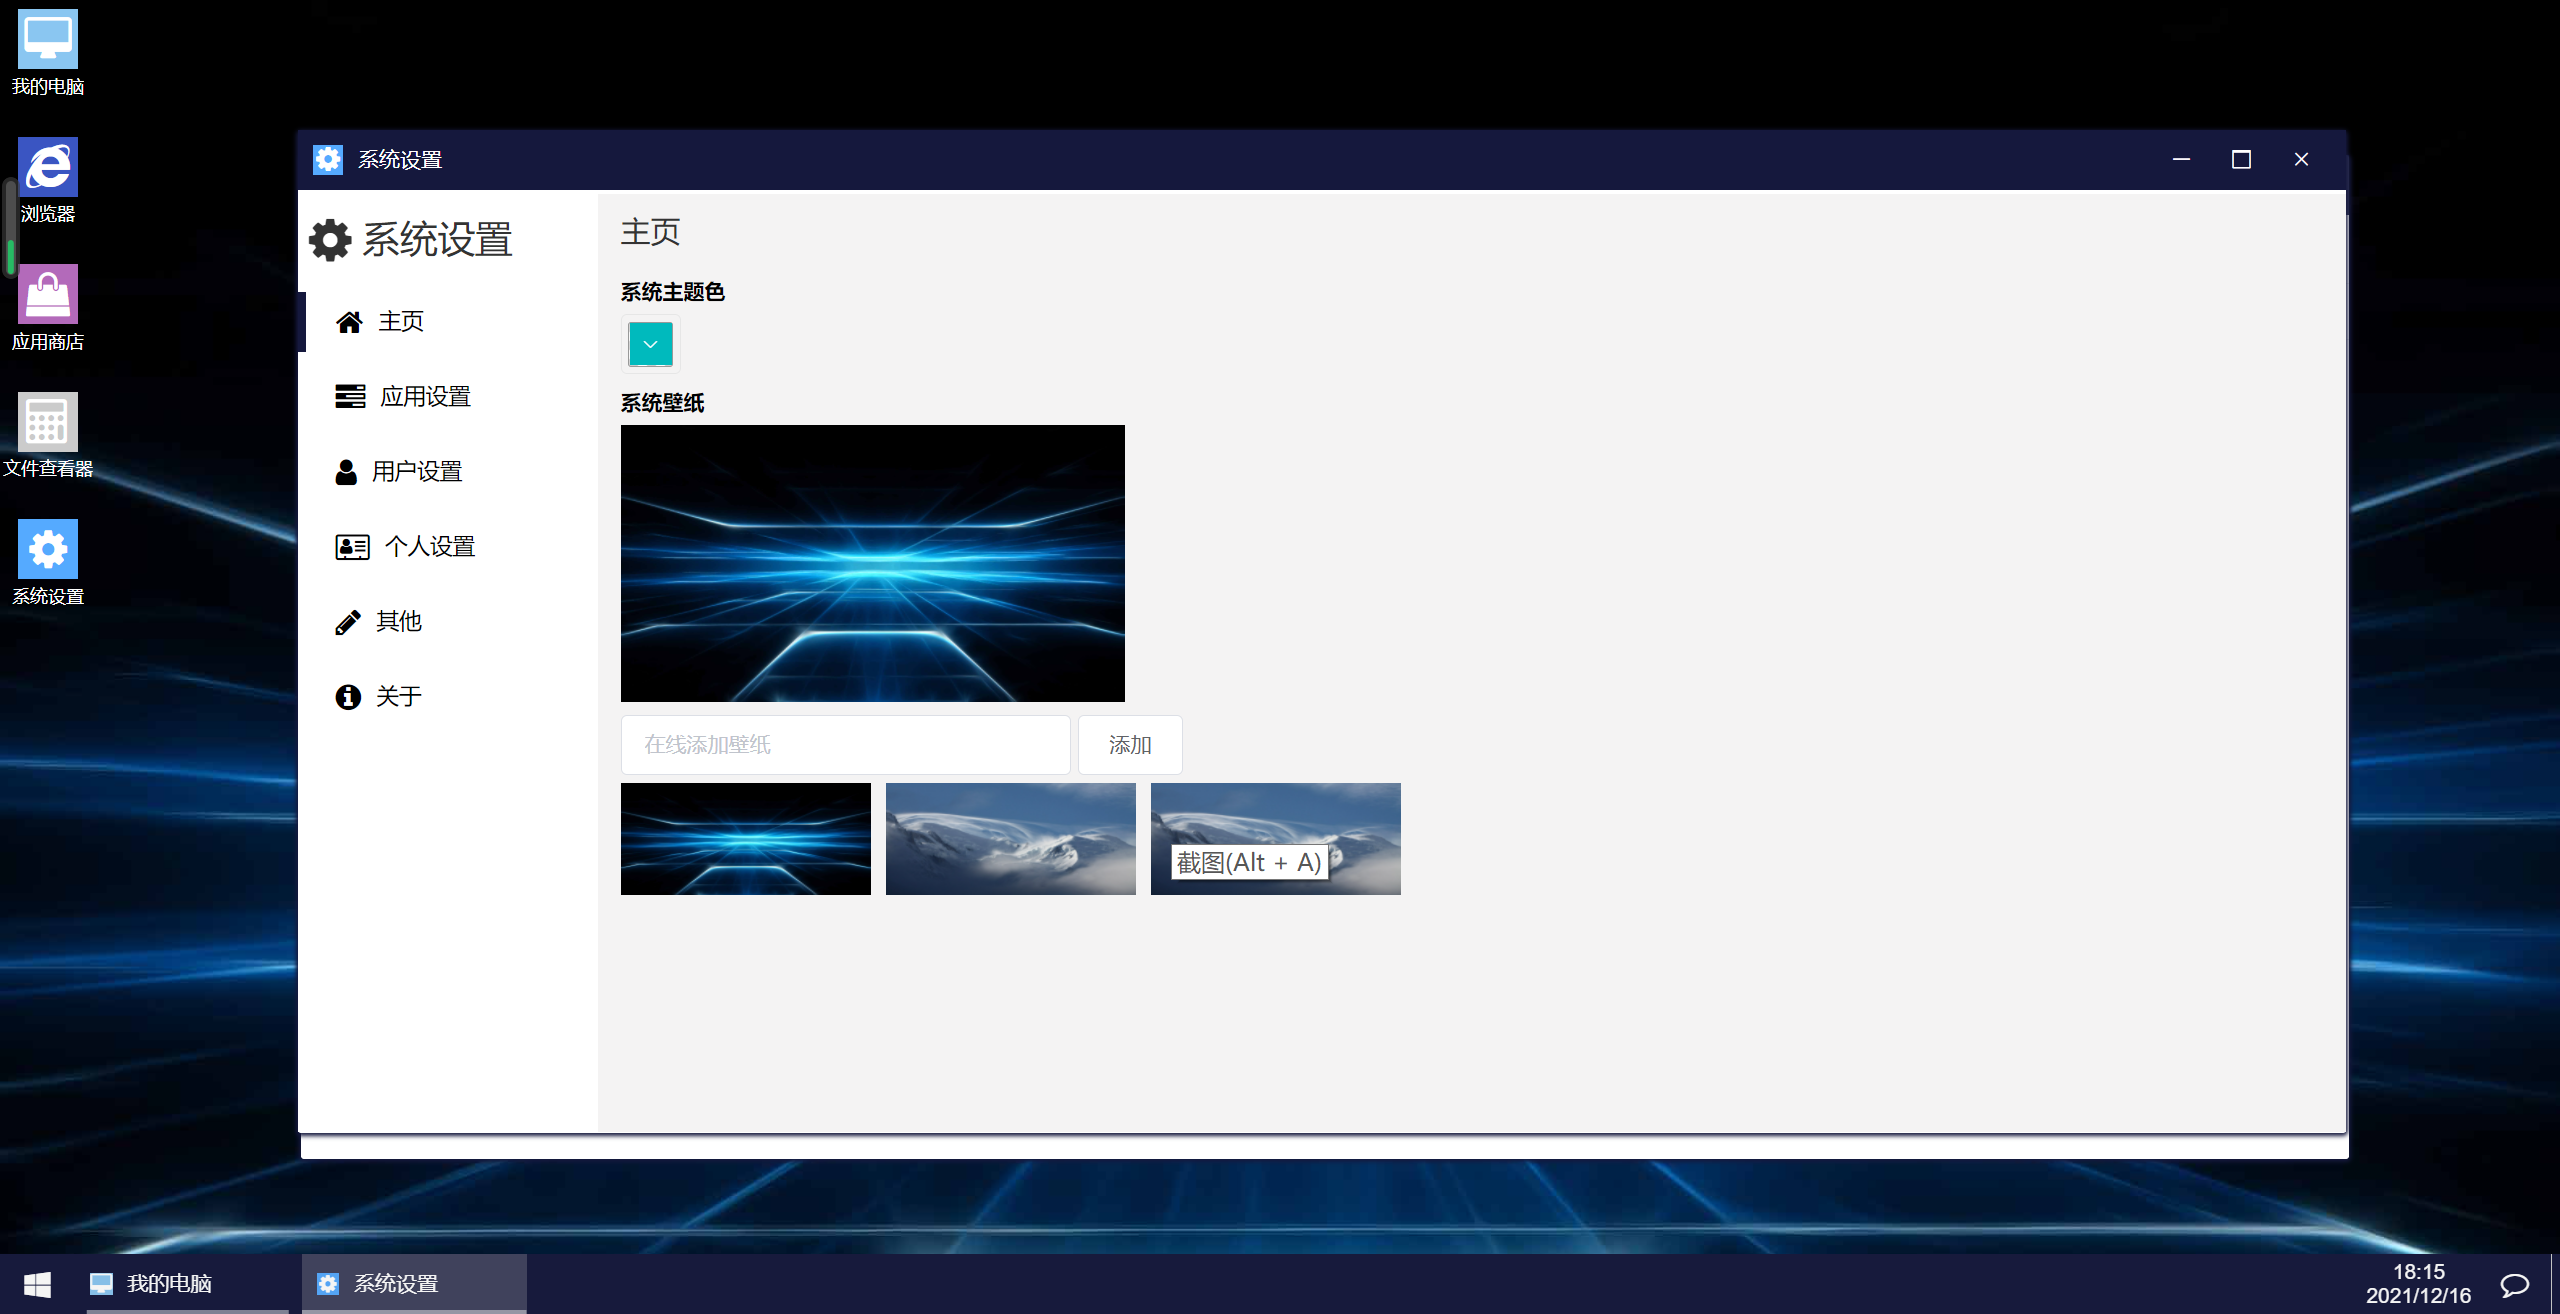 我的电脑
浏览器
应用商店
文件查看器
系统设置
系统设置
系统设置
主页
应用设置
用户设置
个人设置
其他
关于
主页
系统主题色
系统壁纸
在线添加壁纸
添加
截图(Alt + A)
我的电脑
系统设置
18:15
2021/12/16